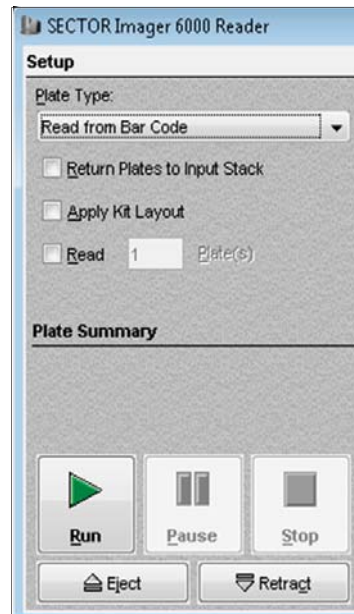 SECTOR Imager 6000 Reader
Setup
Plate Type:
Read from Bar Code
Return Plates to Input Stack
Apply Kit Layout
Read 1 Plate(s)
Plate Summary
Run Pause Stop
Eject Retract